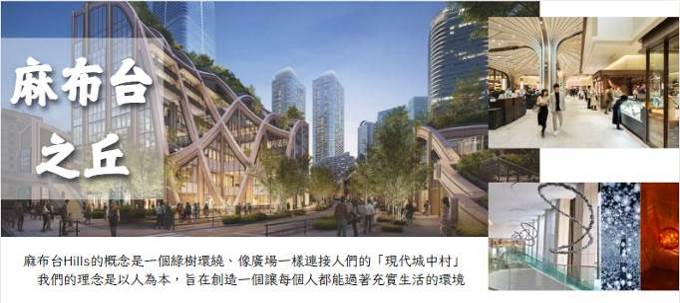 麻布台
之丘
麻布台Hills的概念是一個綠樹環繞、像廣場一樣連接人們的「現代城中村」
我們的理念是以人為本，旨在創造一個讓每個人都能過著充實生活的環境